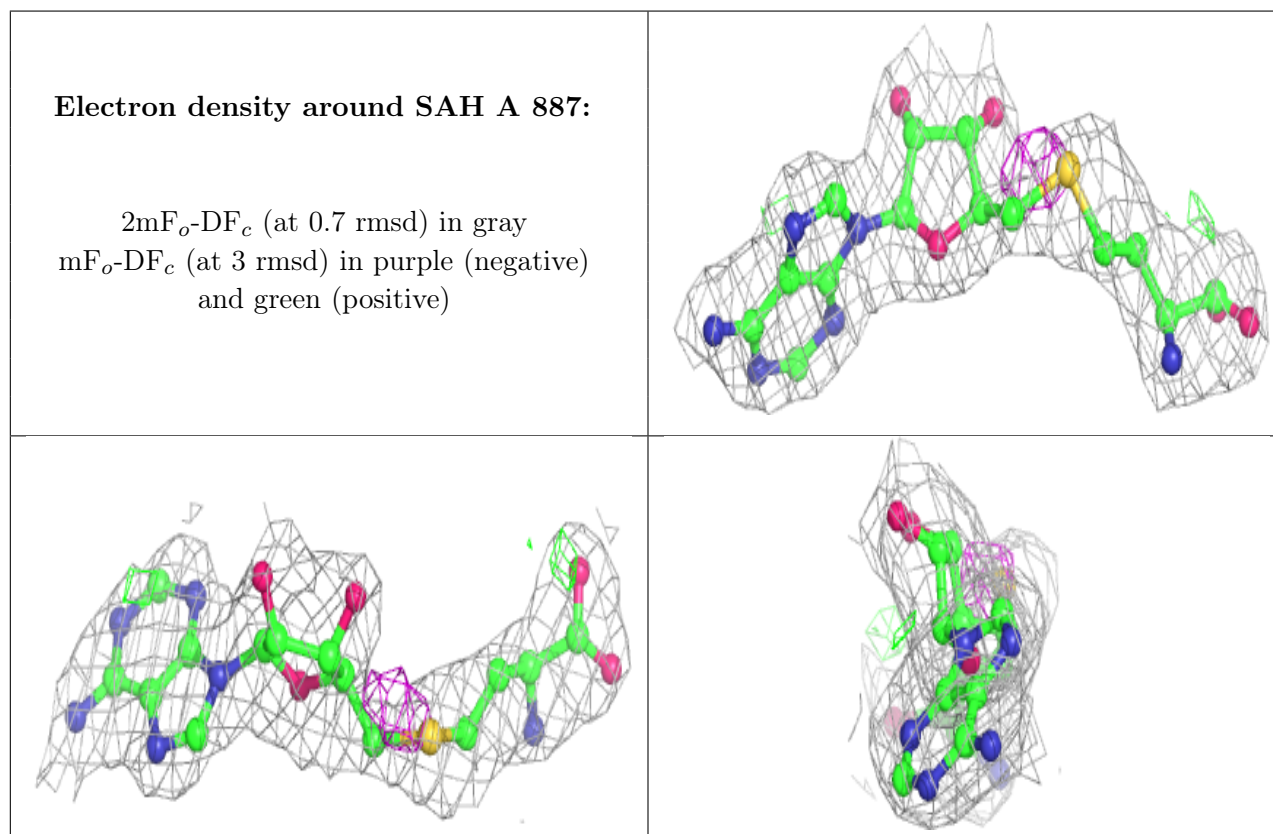 Electron density around SAH A 887:
2mFₒ-DF𝒸 (at 0.7 rmsd) in gray
mFₒ-DF𝒸 (at 3 rmsd) in purple (negative)
and green (positive)